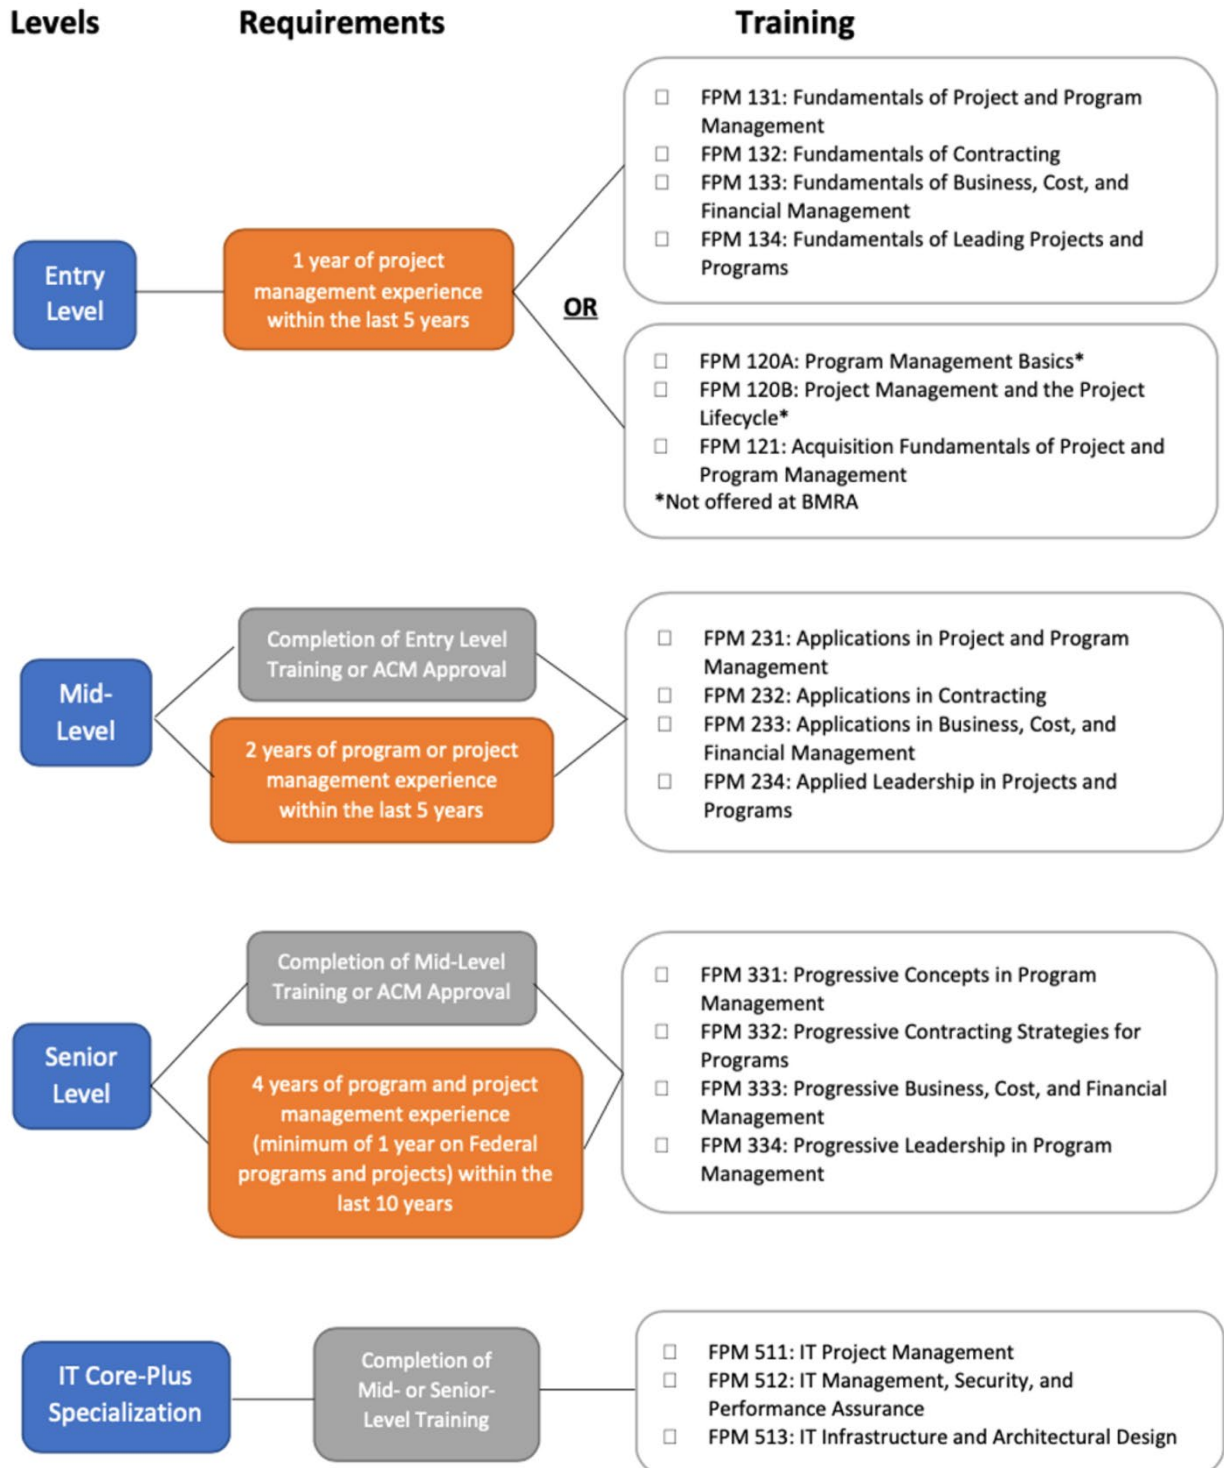 Levels
Requirements
Training
Entry
Level
1 year of project
management experience
within the last 5 years
OR
☐ FPM 131: Fundamentals of Project and Program
Management
☐ FPM 132: Fundamentals of Contracting
☐ FPM 133: Fundamentals of Business, Cost, and
Financial Management
☐ FPM 134: Fundamentals of Leading Projects and
Programs
☐ FPM 120A: Program Management Basics*
☐ FPM 120B: Project Management and the Project
Lifecycle*
☐ FPM 121: Acquisition Fundamentals of Project and
Program Management
*Not offered at BMRA
Mid-
Level
Completion of Entry Level
Training or ACM Approval
2 years of program or project
management experience
within the last 5 years
☐ FPM 231: Applications in Project and Program
Management
☐ FPM 232: Applications in Contracting
☐ FPM 233: Applications in Business, Cost, and
Financial Management
☐ FPM 234: Applied Leadership in Projects and
Programs
Senior
Level
Completion of Mid-Level
Training or ACM Approval
4 years of program and project
management experience
(minimum of 1 year on Federal
programs and projects) within the
last 10 years
☐ FPM 331: Progressive Concepts in Program
Management
☐ FPM 332: Progressive Contracting Strategies for
Programs
☐ FPM 333: Progressive Business, Cost, and Financial
Management
☐ FPM 334: Progressive Leadership in Program
Management
IT Core-Plus
Specialization
Completion of
Mid- or Senior-
Level Training
☐ FPM 511: IT Project Management
☐ FPM 512: IT Management, Security, and
Performance Assurance
☐ FPM 513: IT Infrastructure and Architectural Design